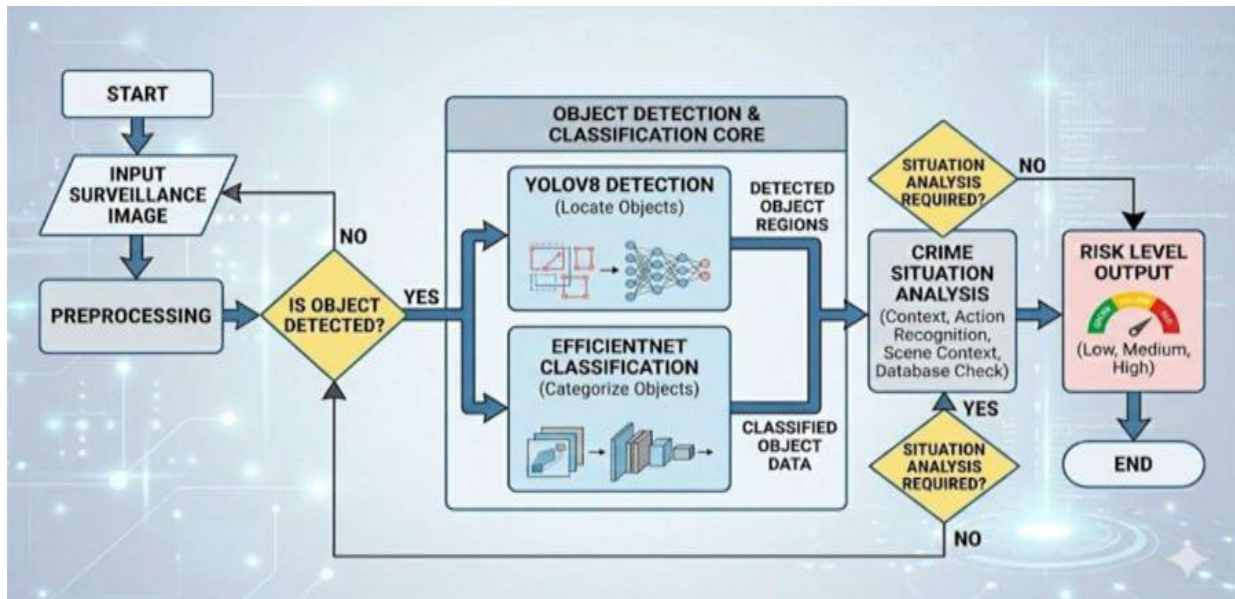 START
INPUT
SURVEILLANCE
IMAGE
PREPROCESSING
IS OBJECT
DETECTED?
NO
YES
OBJECT DETECTION &
CLASSIFICATION CORE
YOLOV8 DETECTION
(Locate Objects)
EFFICIENTNET
CLASSIFICATION
(Categorize Objects)
DETECTED
OBJECT
REGIONS
CLASSIFIED
OBJECT
DATA
SITUATION
ANALYSIS
REQUIRED?
NO
CRIME
SITUATION
ANALYSIS
(Context, Action
Recognition,
Scene Context,
Database Check)
YES
SITUATION
ANALYSIS
REQUIRED?
NO
RISK LEVEL
OUTPUT
YELLOW
RED
(Low, Medium,
High)
END